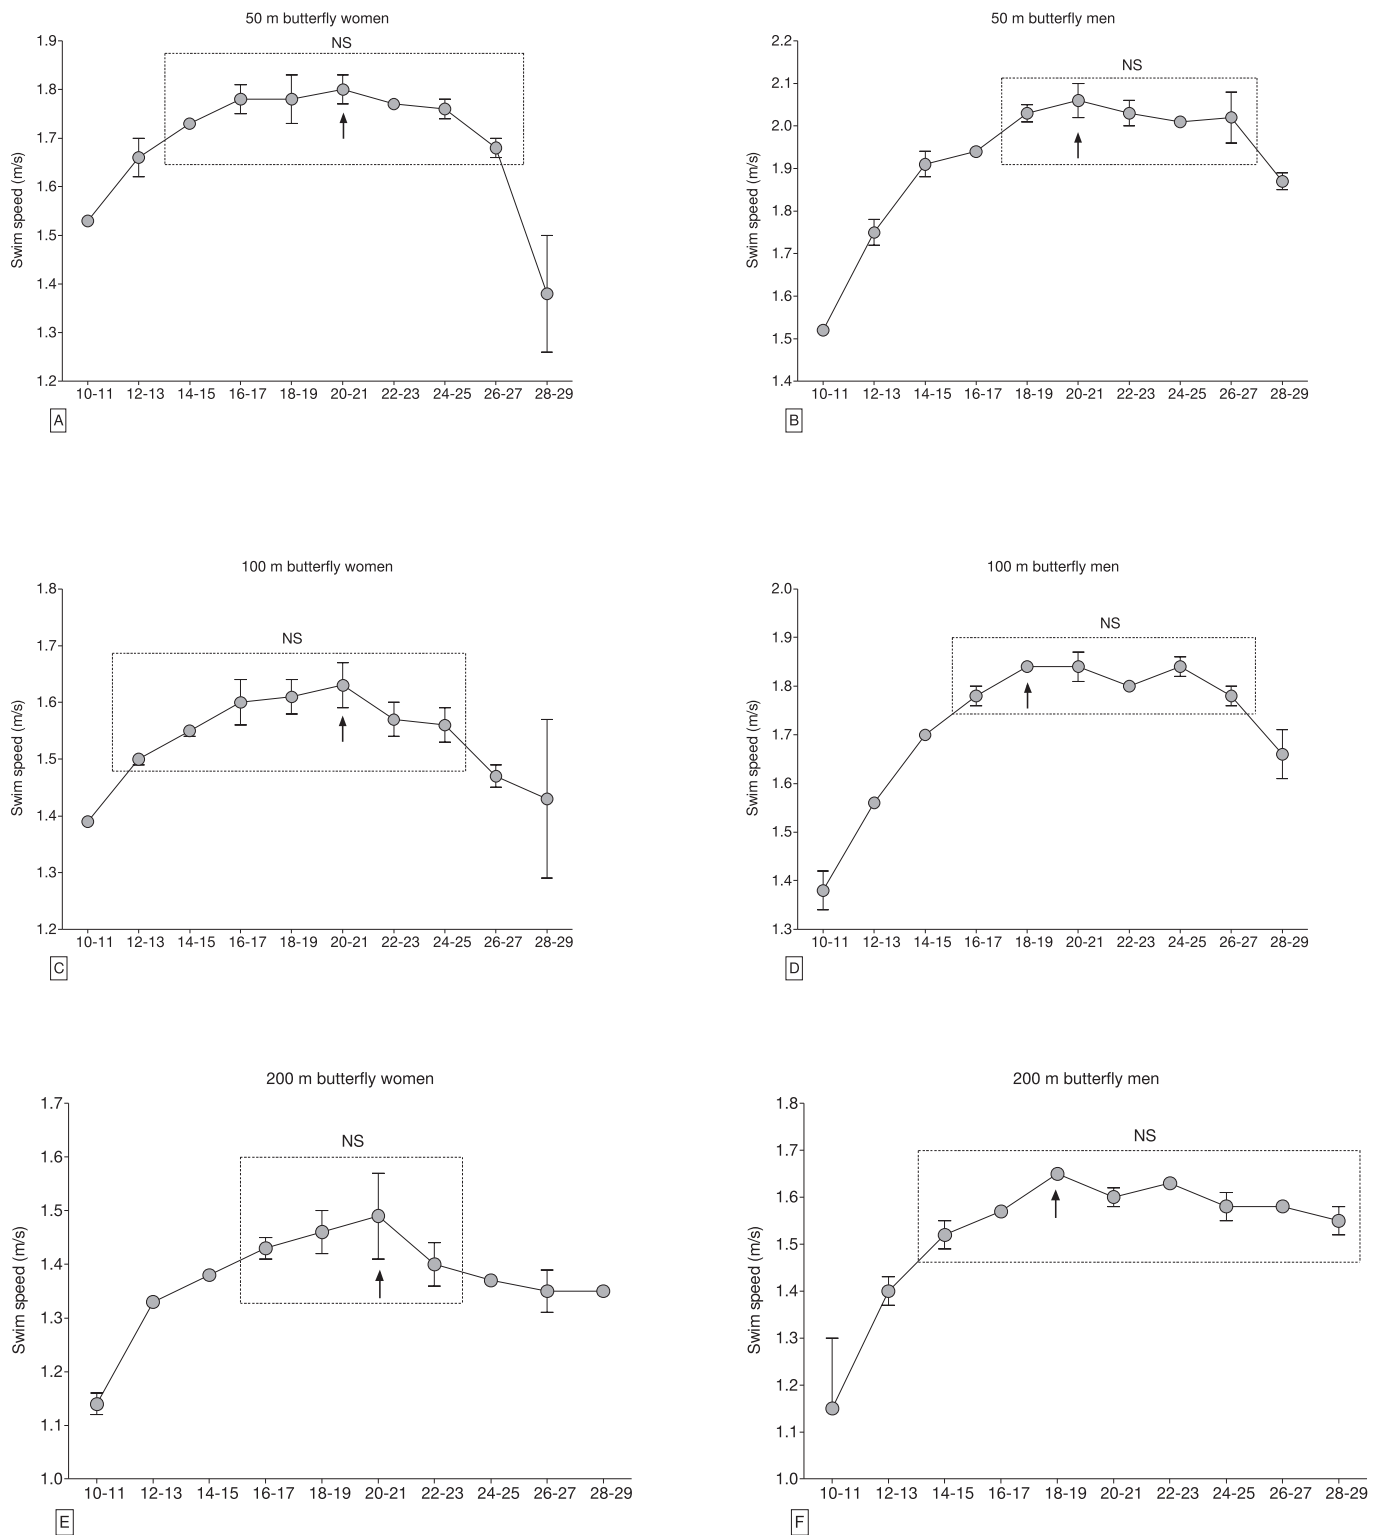 50 m butterfly women
NS
Swim speed (m/s)
1.9
1.8
1.7
1.6
1.5
1.4
1.3
1.2
10-11 12-13 14-15 16-17 18-19 20-21 22-23 24-25 26-27 28-29
A
50 m butterfly men
NS
Swim speed (m/s)
2.2
2.1
2.0
1.9
1.8
1.7
1.6
1.5
1.4
10-11 12-13 14-15 16-17 18-19 20-21 22-23 24-25 26-27 28-29
B
100 m butterfly women
NS
Swim speed (m/s)
1.8
1.7
1.6
1.5
1.4
1.3
1.2
10-11 12-13 14-15 16-17 18-19 20-21 22-23 24-25 26-27 28-29
C
100 m butterfly men
NS
Swim speed (m/s)
2.0
1.9
1.8
1.7
1.6
1.5
1.4
1.3
10-11 12-13 14-15 16-17 18-19 20-21 22-23 24-25 26-27 28-29
D
200 m butterfly women
NS
Swim speed (m/s)
1.7
1.6
1.5
1.4
1.3
1.2
1.1
1.0
10-11 12-13 14-15 16-17 18-19 20-21 22-23 24-25 26-27 28-29
E
200 m butterfly men
NS
Swim speed (m/s)
1.8
1.7
1.6
1.5
1.4
1.3
1.2
1.1
1.0
10-11 12-13 14-15 16-17 18-19 20-21 22-23 24-25 26-27 28-29
F